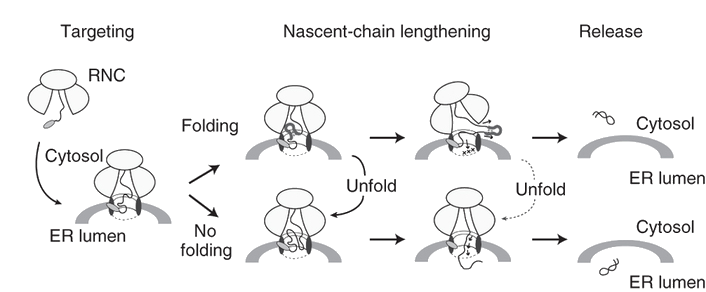 Targeting
Nascent-chain lengthening
Release
RNC
Folding
Cytosol
Cytosol
ER lumen
Unfold
Unfold
No
folding
ER lumen
Cytosol
ER lumen